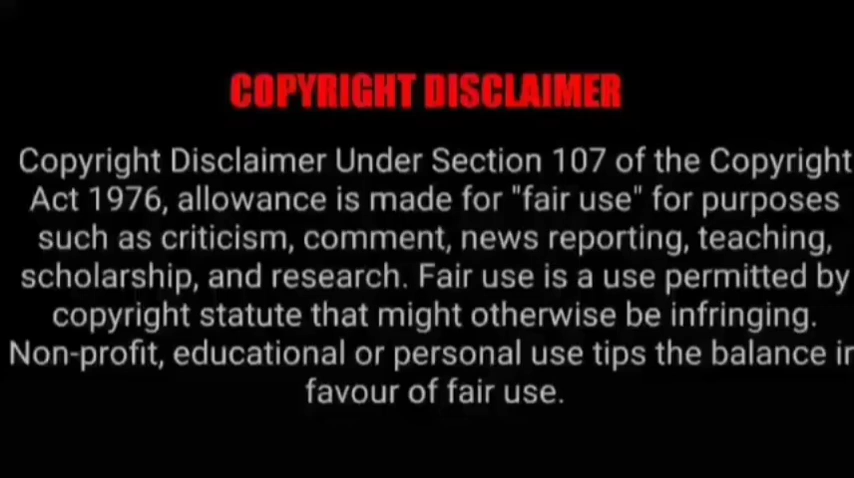 COPYRIGHT DISCLAIMER
Copyright Disclaimer Under Section 107 of the Copyright
Act 1976, allowance is made for "fair use" for purposes
such as criticism, comment, news reporting, teaching,
scholarship, and research. Fair use is a use permitted by
copyright statute that might otherwise be infringing.
Non-profit, educational or personal use tips the balance in
favour of fair use.